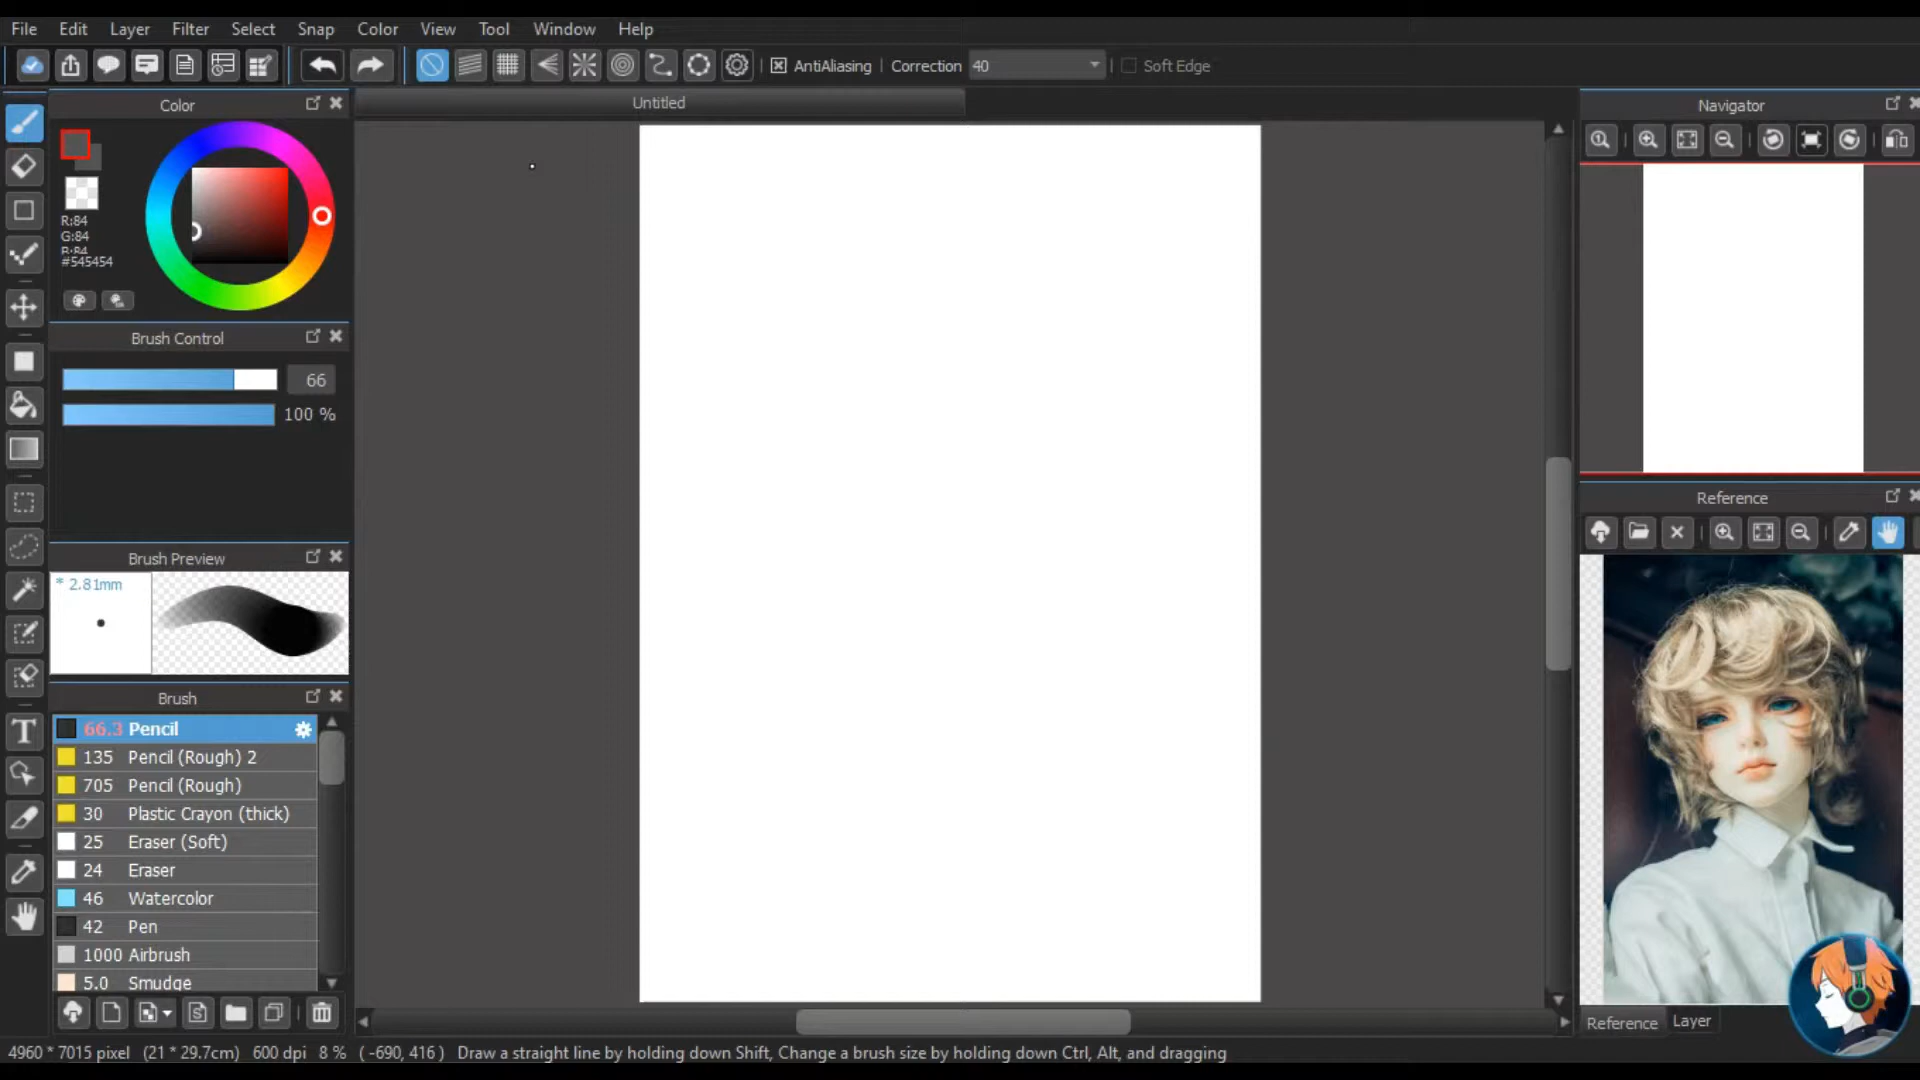 File Edit Layer Filter Select Snap Color View Tool Window Help
AntiAliasing Correction 40 Soft Edge
Color
Untitled
Navigator
R:84
G:84
B:84
#545454
Brush Control
66
100 %
Reference
Brush Preview
* 2.81mm
Brush
66.3 Pencil
135 Pencil (Rough) 2
705 Pencil (Rough)
30 Plastic Crayon (thick)
25 Eraser (Soft)
24 Eraser
46 Watercolor
42 Pen
1000 Airbrush
5.0 Smudge
Reference Layer
4960 * 7015 pixel (21 * 29.7cm) 600 dpi 8 % ( -690, 416 ) Draw a straight line by holding down Shift, Change a brush size by holding down Ctrl, Alt, and dragging